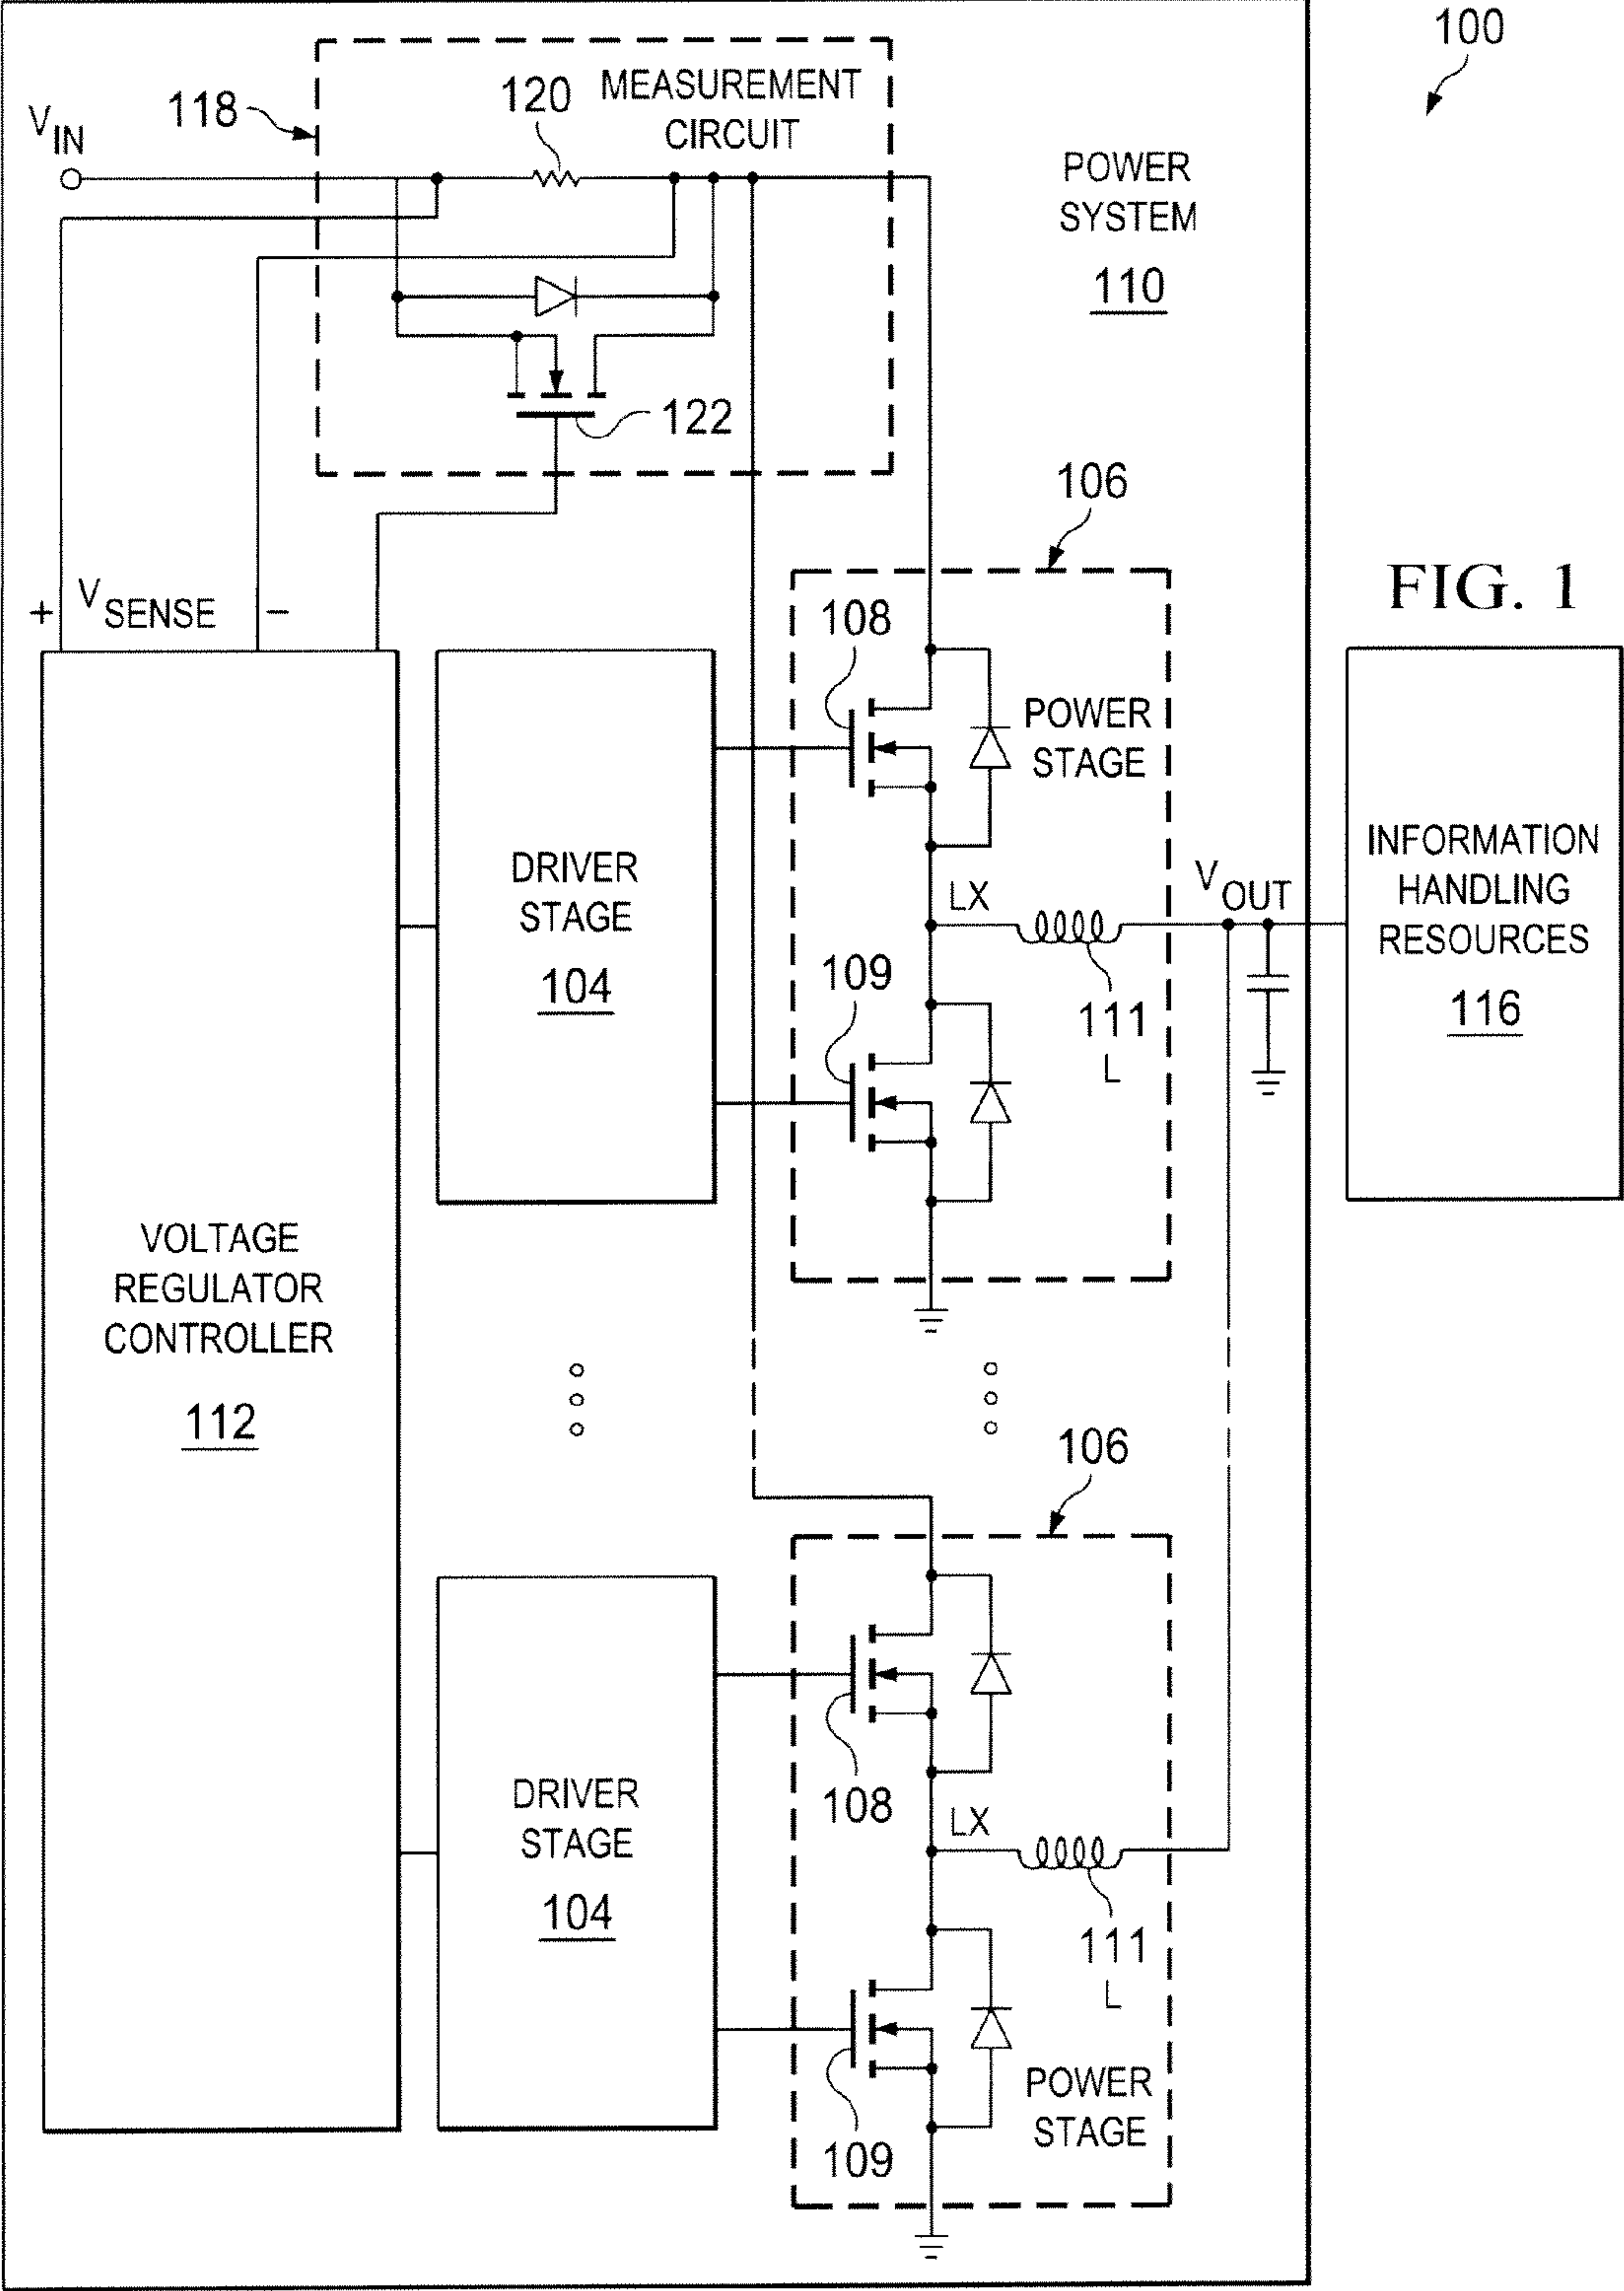 100
118
120
MEASUREMENT
CIRCUIT
VIN
POWER
SYSTEM
110
122
106
FIG. 1
+
VSENSE
−
108
POWER
STAGE
DRIVER
STAGE
104
LX
VOUT
INFORMATION
HANDLING
RESOURCES
116
109
111
L
VOLTAGE
REGULATOR
CONTROLLER
112
106
108
DRIVER
STAGE
104
LX
111
L
109
POWER
STAGE